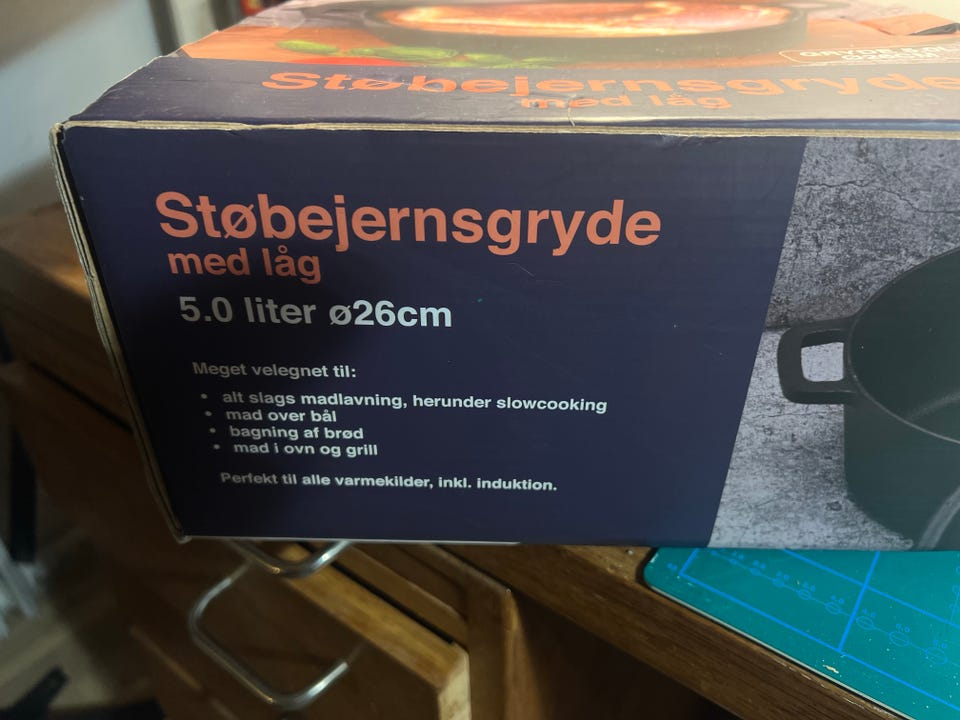 Støbejernsgryde
med låg
Støbejernsgryde
med låg
5.0 liter ø26cm
Meget velegnet til:
• alt slags madlavning, herunder slowcooking
• mad over bål
• bagning af brød
• mad i ovn og grill
Perfekt til alle varmekilder, inkl. induktion.